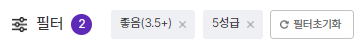 필터 2 좋음(3.5+) × 5성급 × 필터초기화